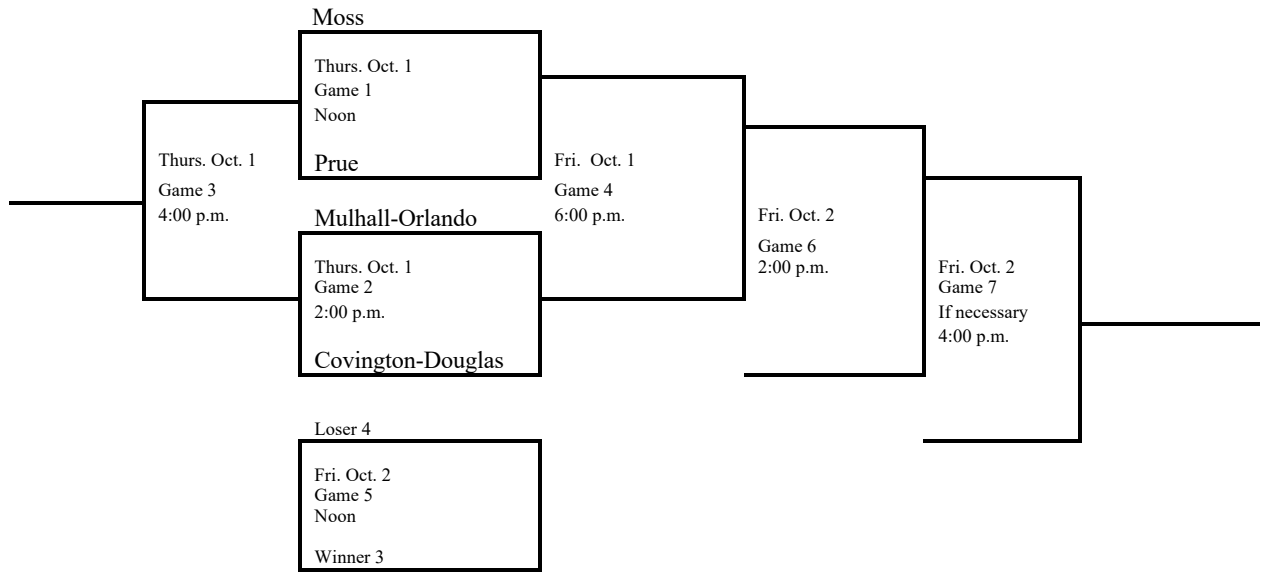 Moss
Thurs. Oct. 1
Game 1
Noon
Prue
Thurs. Oct. 1
Game 3
4:00 p.m.
Fri.  Oct. 1
Game 4
6:00 p.m.
Mulhall-Orlando
Thurs. Oct. 1
Game 2
2:00 p.m.
Covington-Douglas
Fri. Oct. 2
Game 6
2:00 p.m.
Fri. Oct. 2
Game 7
If necessary
4:00 p.m.
Loser 4
Fri. Oct. 2
Game 5
Noon
Winner 3